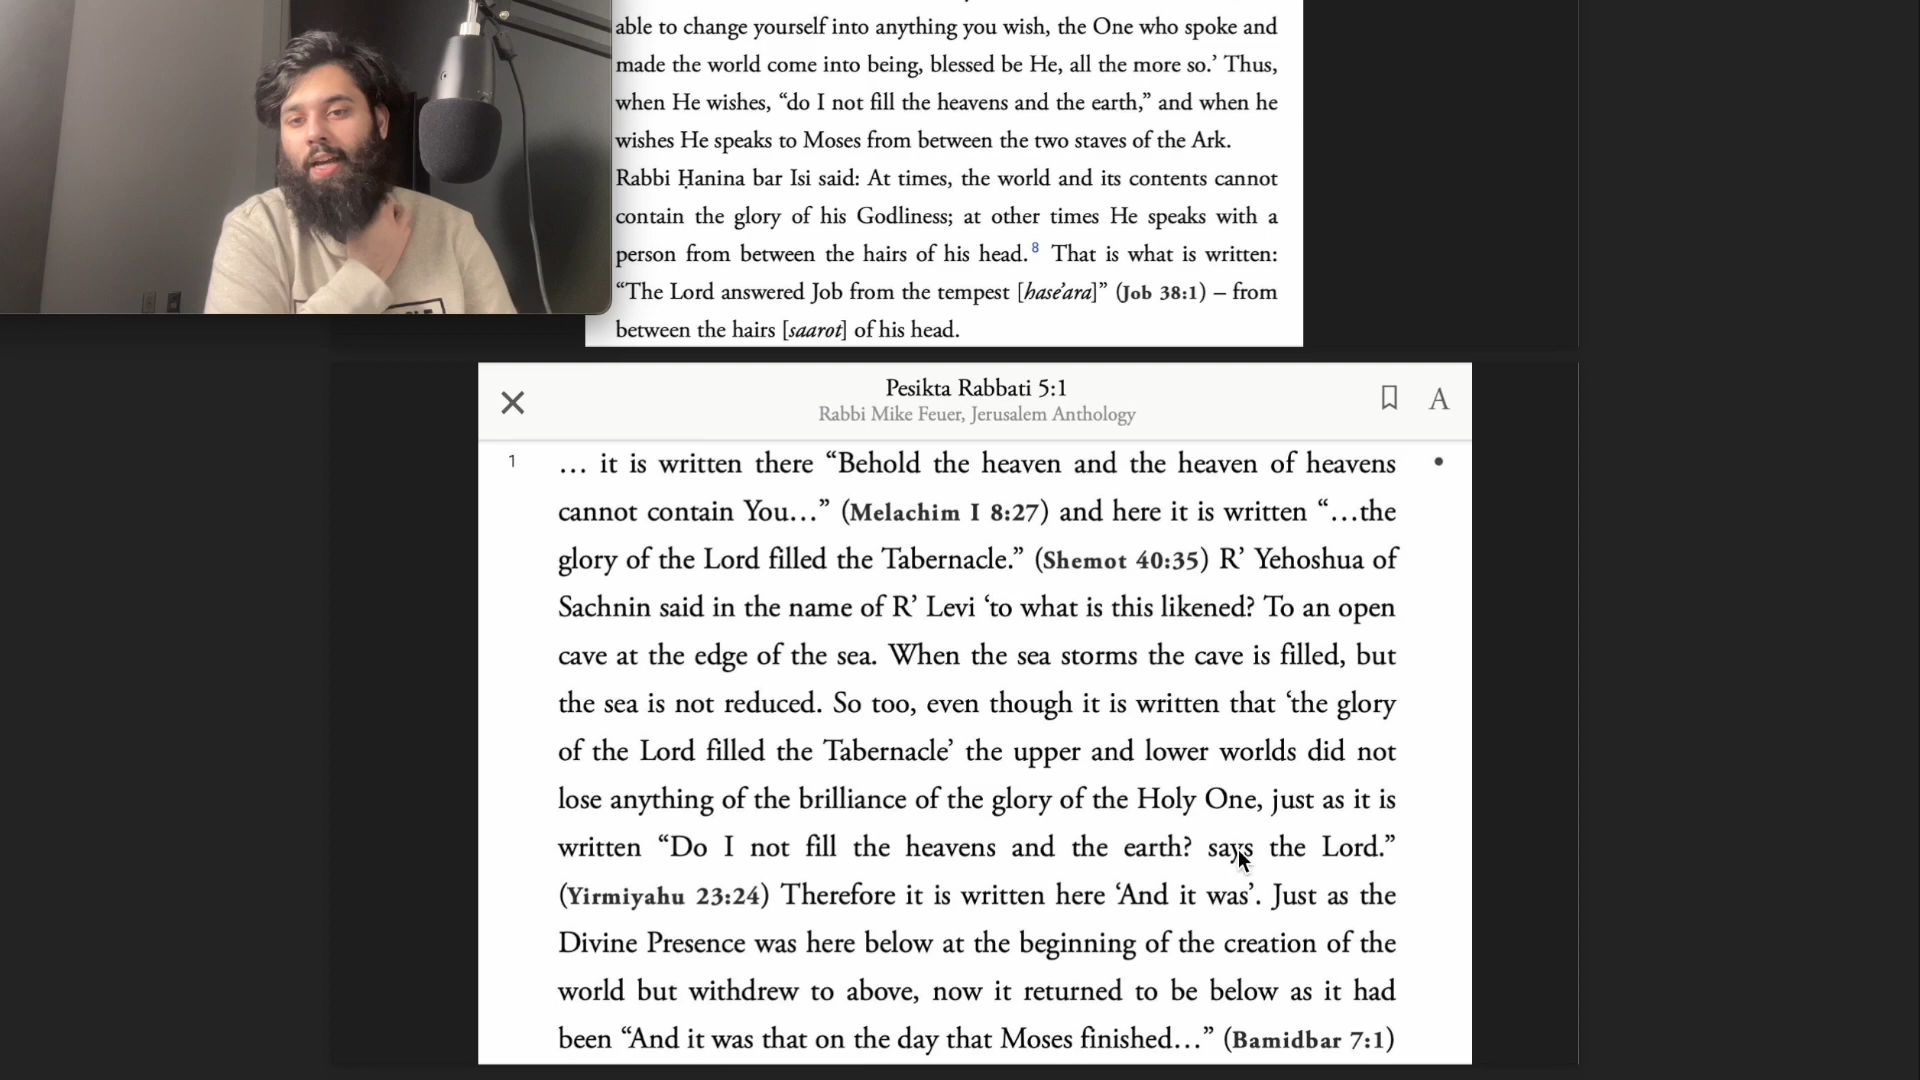 able to change yourself into anything you wish, the One who spoke and
made the world come into being, blessed be He, all the more so.’ Thus,
when He wishes, “do I not fill the heavens and the earth,” and when he
wishes He speaks to Moses from between the two staves of the Ark.
Rabbi Ḥanina bar Isi said: At times, the world and its contents cannot
contain the glory of his Godliness; at other times He speaks with a
person from between the hairs of his head. 8 That is what is written:
“The Lord answered Job from the tempest [hase’ara]” (Job 38:1) – from
between the hairs [saarot] of his head.
Pesikta Rabbati 5:1
A
Rabbi Mike Feuer, Jerusalem Anthology
1
… it is written there “Behold the heaven and the heaven of heavens
cannot contain You…” (Melachim I 8:27) and here it is written “…the
glory of the Lord filled the Tabernacle.” (Shemot 40:35) R’ Yehoshua of
Sachnin said in the name of R’ Levi ‘to what is this likened? To an open
cave at the edge of the sea. When the sea storms the cave is filled, but
the sea is not reduced. So too, even though it is written that ‘the glory
of the Lord filled the Tabernacle’ the upper and lower worlds did not
lose anything of the brilliance of the glory of the Holy One, just as it is
written “Do I not fill the heavens and the earth? says the Lord.”
(Yirmiyahu 23:24) Therefore it is written here ‘And it was’. Just as the
Divine Presence was here below at the beginning of the creation of the
world but withdrew to above, now it returned to be below as it had
been “And it was that on the day that Moses finished…” (Bamidbar 7:1)